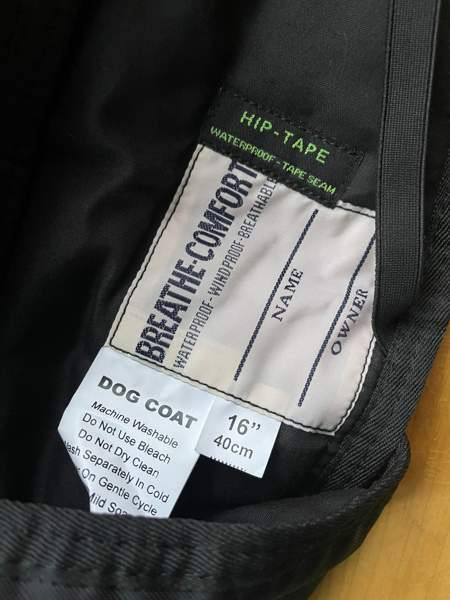 HIP-TAPE
WATERPROOF-TAPE SEAM
BREATHE-COMFORT
WATERPROOF-WINDPROOF-BREATHABLE
NAME
OWNER
DOG COAT
Machine Washable
Do Not Use Bleach
Do Not Dry Clean
Separately In Cold
On Gentle Cycle
Mild
16”
40cm